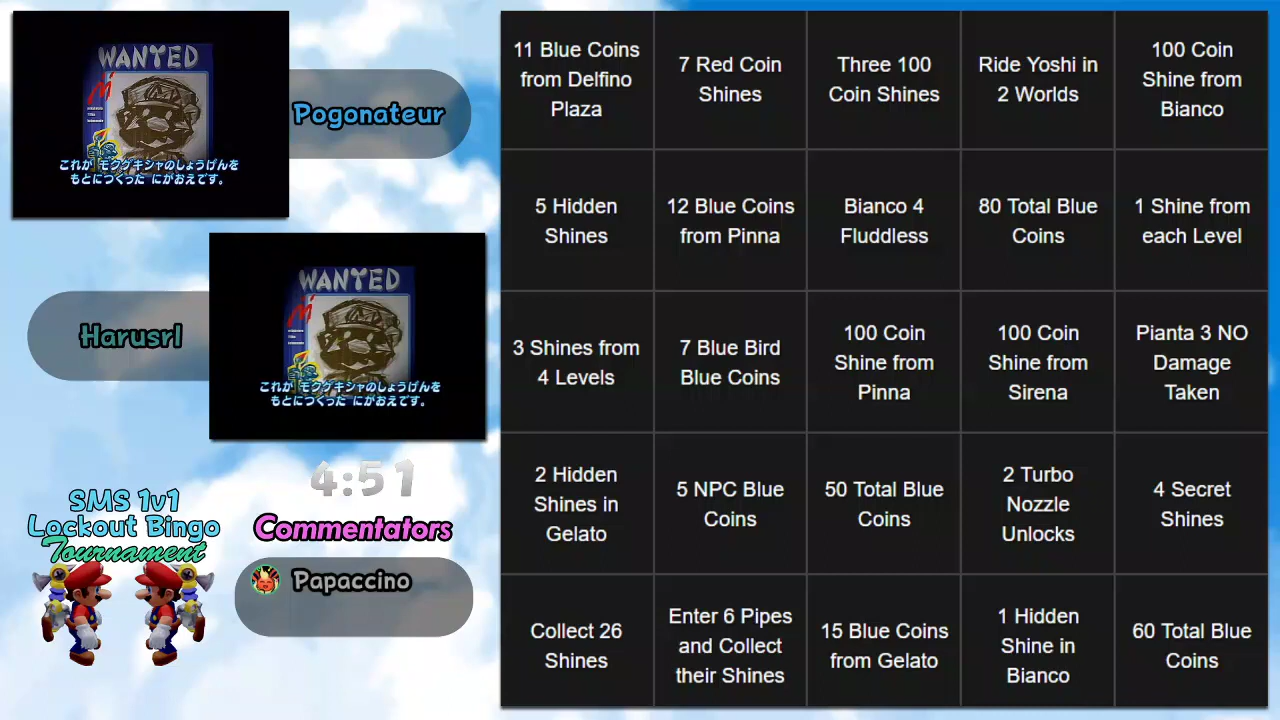 WANTED
これが モクゲキシャのしょうげんを
もとにつくった にがおえです。
Pogonateur
WANTED
これが モクゲキシャのしょうげんを
もとにつくった にがおえです。
Harusrl
4:51
SMS 1v1
Lockout Bingo
Tournament
Commentators
Papaccino
11 Blue Coins
from Delfino
Plaza
7 Red Coin
Shines
Three 100
Coin Shines
Ride Yoshi in
2 Worlds
100 Coin
Shine from
Bianco
5 Hidden
Shines
12 Blue Coins
from Pinna
Bianco 4
Fluddless
80 Total Blue
Coins
1 Shine from
each Level
3 Shines from
4 Levels
7 Blue Bird
Blue Coins
100 Coin
Shine from
Pinna
100 Coin
Shine from
Sirena
Pianta 3 NO
Damage
Taken
2 Hidden
Shines in
Gelato
5 NPC Blue
Coins
50 Total Blue
Coins
2 Turbo
Nozzle
Unlocks
4 Secret
Shines
Collect 26
Shines
Enter 6 Pipes
and Collect
their Shines
15 Blue Coins
from Gelato
1 Hidden
Shine in
Bianco
60 Total Blue
Coins